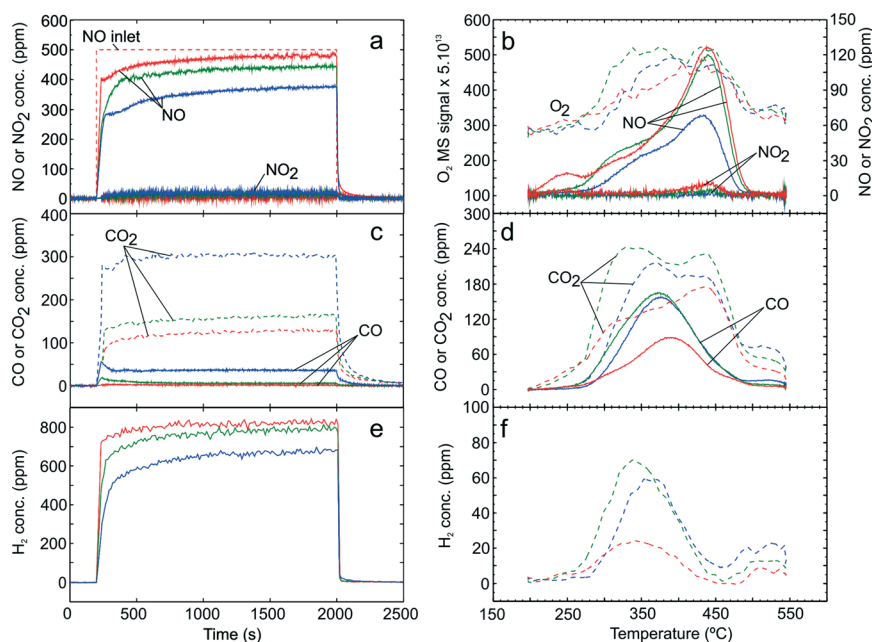 600
500
400
300
200
100
0
NO or NO2 conc. (ppm)
NO inlet
a
NO
NO2
400
300
200
100
0
CO or CO2 conc. (ppm)
c
CO2
CO
800
600
400
200
0
H2 conc. (ppm)
e
0
500
1000
1500
2000
2500
Time (s)
600
500
400
300
200
100
O2 MS signal x 5.10^13
b
O2
NO
NO2
150
120
90
60
30
0
NO or NO2 conc. (ppm)
300
240
180
120
60
0
CO or CO2 conc. (ppm)
d
CO2
CO
100
80
60
40
20
0
H2 conc. (ppm)
f
150
250
350
450
550
Temperature (ºC)